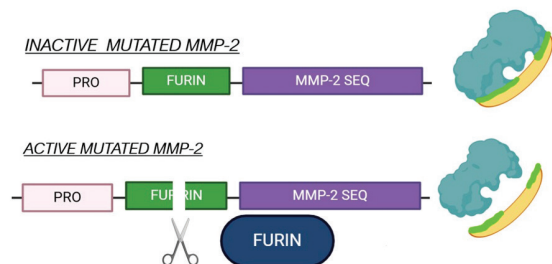 INACTIVE MUTATED MMP-2
PRO FURIN MMP-2 SEQ
ACTIVE MUTATED MMP-2
PRO FURIN MMP-2 SEQ
FURIN